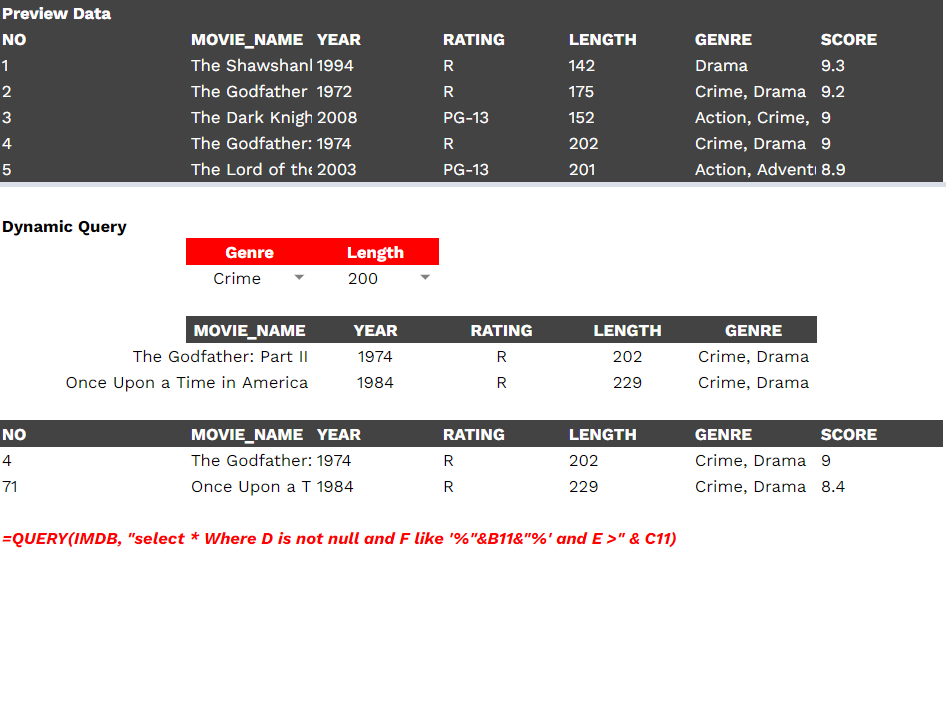 Preview Data
NO MOVIE_NAME YEAR RATING LENGTH GENRE SCORE
1 The Shawshanl 1994 R 142 Drama 9.3
2 The Godfather 1972 R 175 Crime, Drama 9.2
3 The Dark Knigh 2008 PG-13 152 Action, Crime, 9
4 The Godfather: 1974 R 202 Crime, Drama 9
5 The Lord of the 2003 PG-13 201 Action, Adventu 8.9
Dynamic Query
Genre Length
Crime 200
MOVIE_NAME YEAR RATING LENGTH GENRE
The Godfather: Part II 1974 R 202 Crime, Drama
Once Upon a Time in America 1984 R 229 Crime, Drama
NO MOVIE_NAME YEAR RATING LENGTH GENRE SCORE
4 The Godfather: 1974 R 202 Crime, Drama 9
71 Once Upon a T 1984 R 229 Crime, Drama 8.4
=QUERY(IMDB, "select * Where D is not null and F like '%"&B11&"%' and E >" & C11)